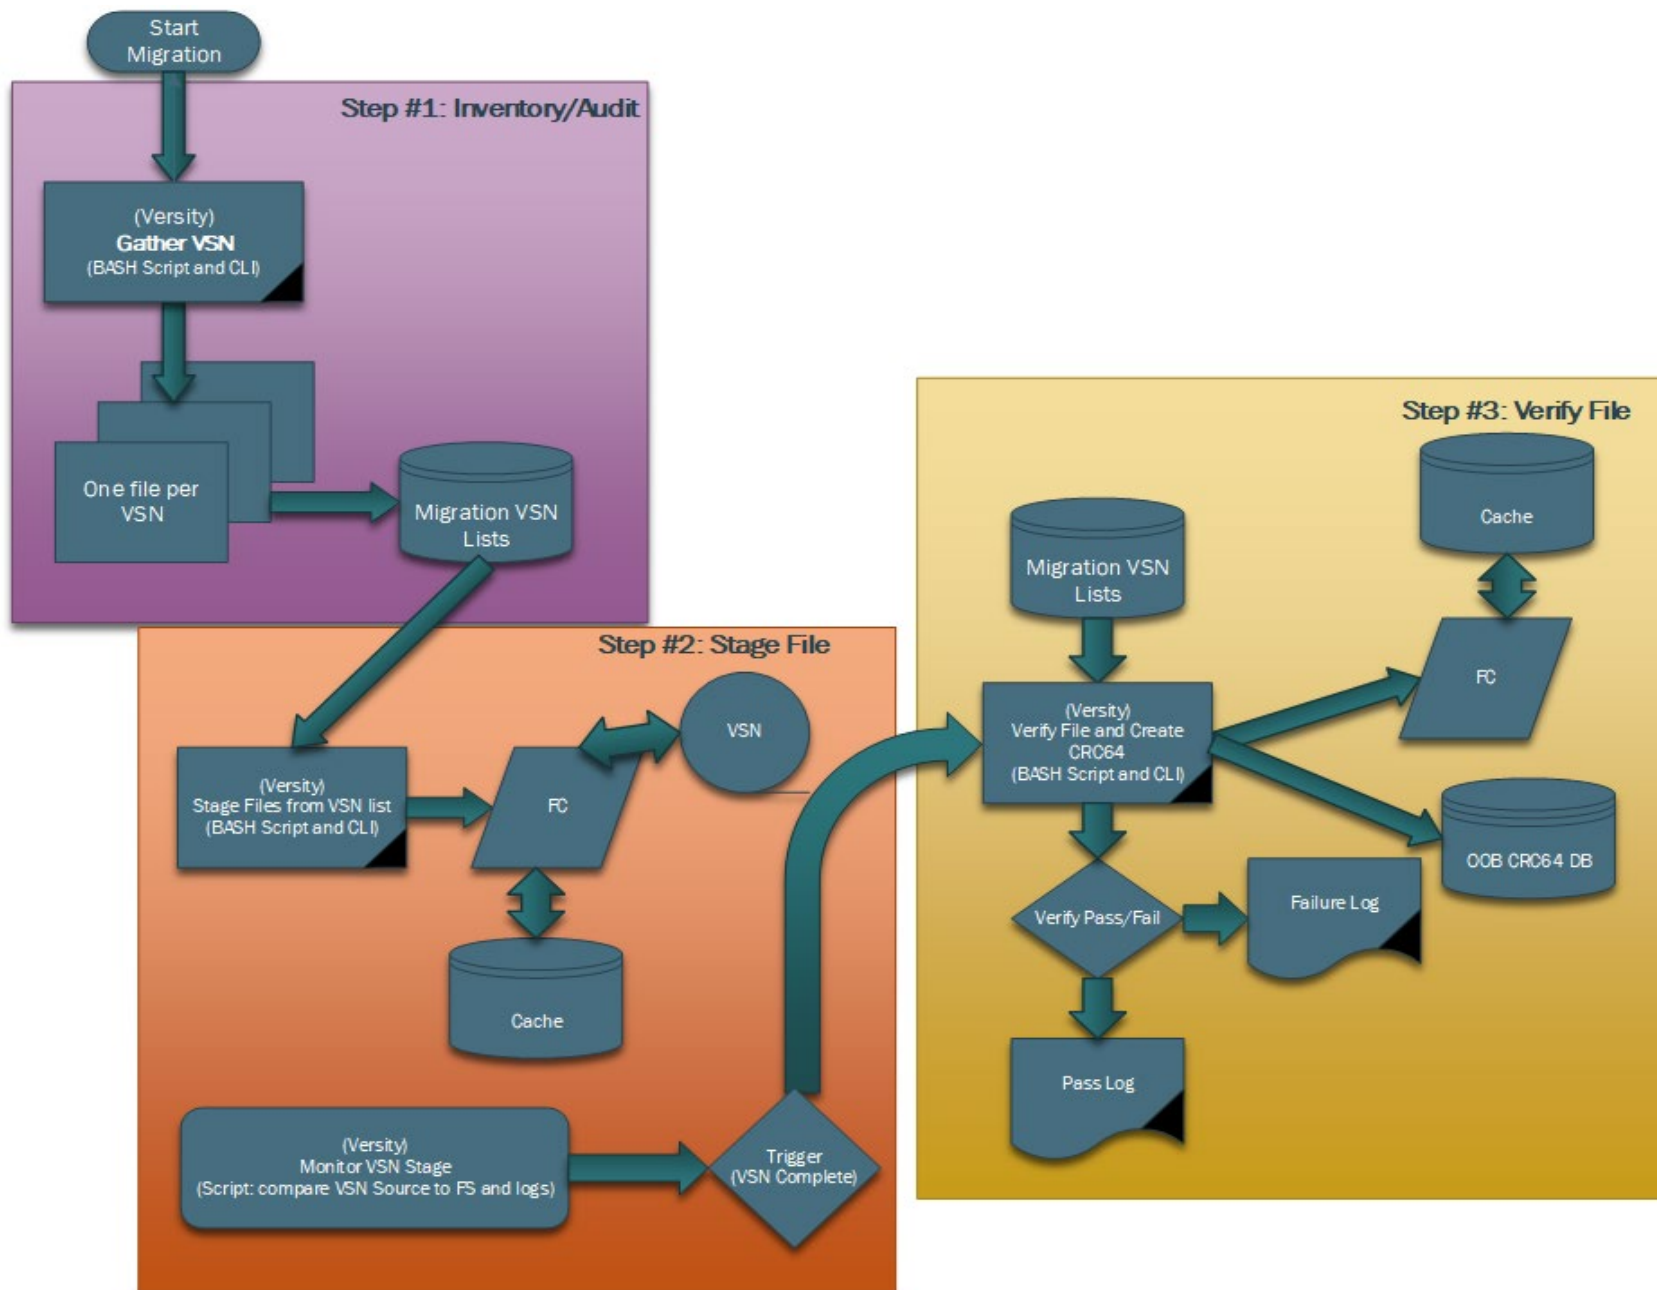 Start
Migration
Step #1: Inventory/Audit
(Versity)
Gather VSN
(BASH Script and CLI)
One file per
VSN
Migration VSN
Lists
Step #2: Stage File
VSN
(Versity)
Stage Files from VSN list
(BASH Script and CLI)
FC
Cache
(Versity)
Monitor VSN Stage
(Script: compare VSN Source to FS and logs)
Trigger
(VSN Complete)
Step #3: Verify File
Cache
Migration VSN
Lists
FC
(Versity)
Verify File and Create
CRC64
(BASH Script and CLI)
OOB CRC64 DB
Verify Pass/Fail
Failure Log
Pass Log